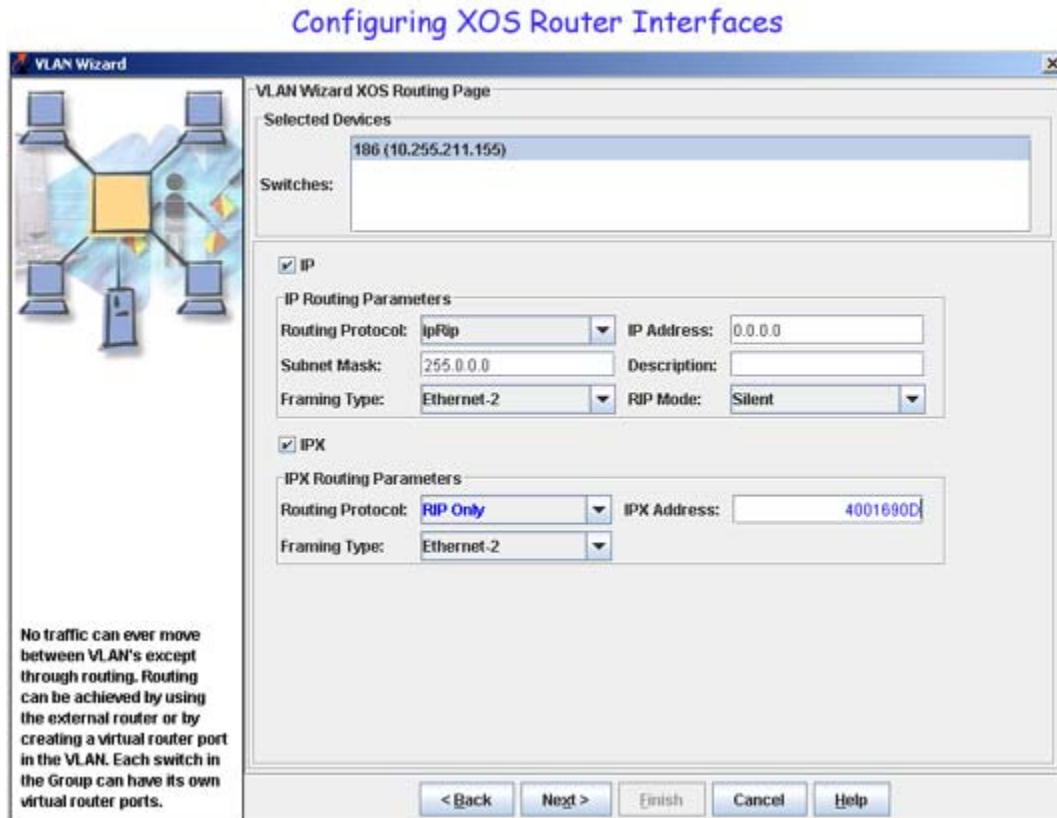 Configuring XOS Router Interfaces
VLAN Wizard
VLAN Wizard XOS Routing Page
Selected Devices
Switches:
186 (10.255.211.155)
IP
IP Routing Parameters
Routing Protocol: ipRip IP Address: 0.0.0.0
Subnet Mask: 255.0.0.0 Description:
Framing Type: Ethernet-2 RIP Mode: Silent
IPX
IPX Routing Parameters
Routing Protocol: RIP Only IPX Address: 4001690D
Framing Type: Ethernet-2
No traffic can ever move
between VLAN's except
through routing. Routing
can be achieved by using
the external router or by
creating a virtual router port
in the VLAN. Each switch in
the Group can have its own
virtual router ports.
< Back Next > Finish Cancel Help